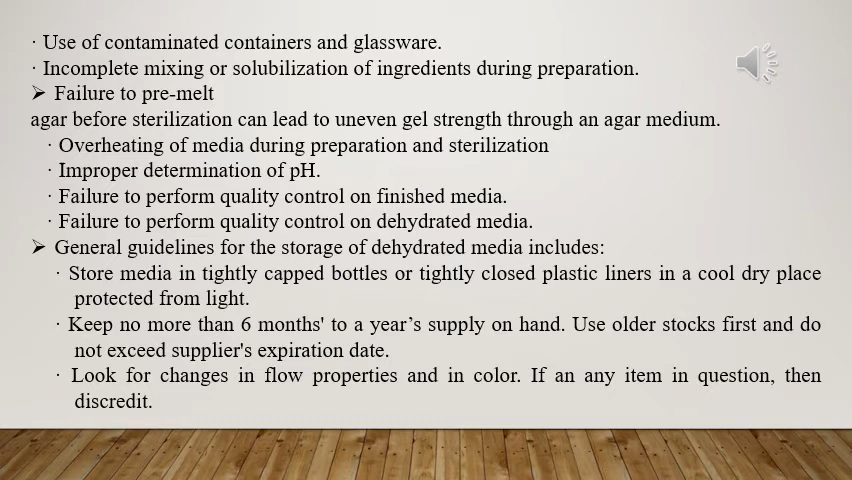 · Use of contaminated containers and glassware.
· Incomplete mixing or solubilization of ingredients during preparation.
➢ Failure to pre-melt
agar before sterilization can lead to uneven gel strength through an agar medium.
· Overheating of media during preparation and sterilization
· Improper determination of pH.
· Failure to perform quality control on finished media.
· Failure to perform quality control on dehydrated media.
➢ General guidelines for the storage of dehydrated media includes:
· Store media in tightly capped bottles or tightly closed plastic liners in a cool dry place
protected from light.
· Keep no more than 6 months' to a year’s supply on hand. Use older stocks first and do
not exceed supplier's expiration date.
· Look for changes in flow properties and in color. If an any item in question, then
discredit.